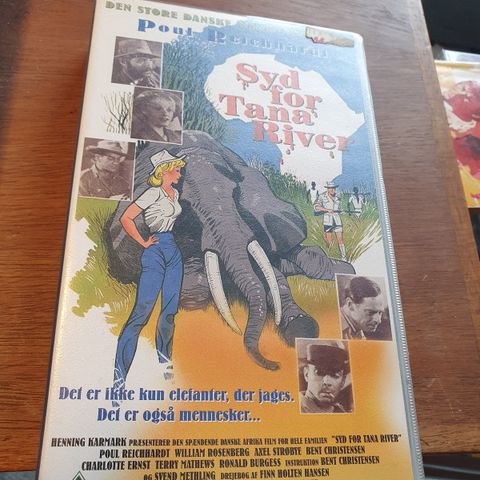 DEN STORE DANSKE
Poul Reichhardt
Syd
for
Tana
River
Det er ikke kun elefanter, der jages.
Det er også mennesker...
HENNING KARMARK PRÆSENTERER DEN SPÆNDENDE DANSKE AFRIKA FILM FOR HELE FAMILIEN "SYD FOR TANA RIVER"
POUL REICHHARDT WILLIAM ROSENBERG AXEL STRØBYE BENT CHRISTENSEN
CHARLOTTE ERNST TERRY MATHEWS RONALD BURGESS INSTRUKTION BENT CHRISTENSEN
OG SVEND METHLING DREJEBOG AF FINN HOLTEN HANSEN